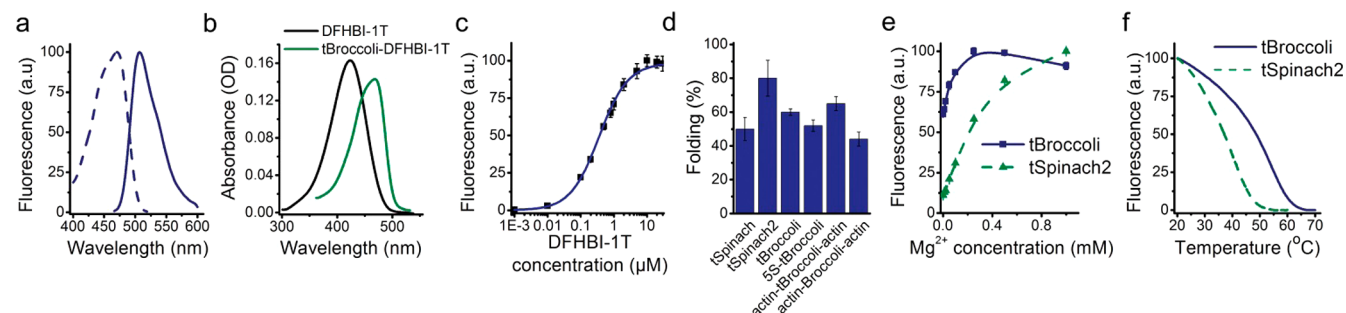 a
Fluorescence (a.u)
100
75
50
25
0
400 450 500 550 600
Wavelength (nm)
b
DFHBI-1T
tBroccoli-DFHBI-1T
Absorbance (OD)
0.16
0.12
0.08
0.04
0.00
300 400 500
Wavelength (nm)
c
Fluorescence (a.u.)
100
75
50
25
0
1E-3 0.01 0.1 1 10
DFHBI-1T
concentration (µM)
d
Folding (%)
100
80
60
40
20
0
tSpinach
tSpinach2
tBroccoli
5S-tBroccoli
actin-tBroccoli-actin
actin-Broccoli-actin
e
Fluorescence (a.u.)
100
75
50
25
0
tBroccoli
tSpinach2
0.0 0.4 0.8
Mg2+ concentration (mM)
f
tBroccoli
tSpinach2
Fluorescence (a.u.)
100
75
50
25
0
20 30 40 50 60 70
Temperature (°C)